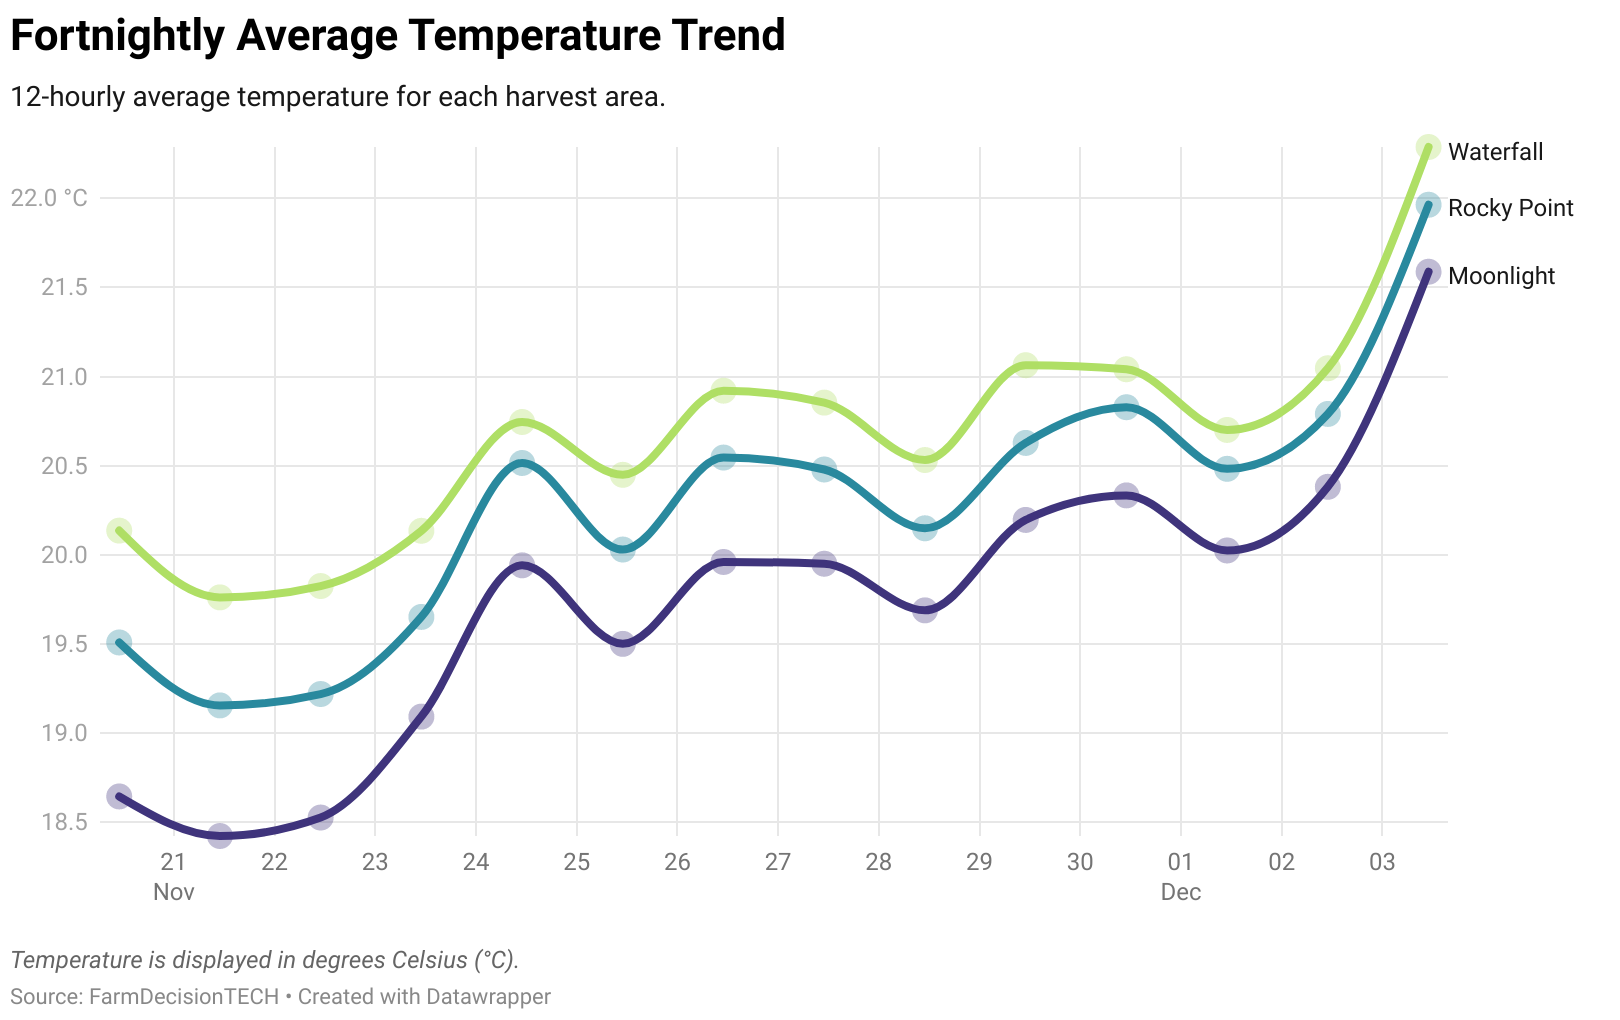 Fortnightly Average Temperature Trend
12-hourly average temperature for each harvest area.
Waterfall
22.0 °C
Rocky Point
Moonlight
21.5
21.0
20.5
20.0
19.5
19.0
18.5
21 22 23 24 25 26 27 28 29 30 01 02 03
Nov Dec
Temperature is displayed in degrees Celsius (°C).
Source: FarmDecisionTECH • Created with Datawrapper